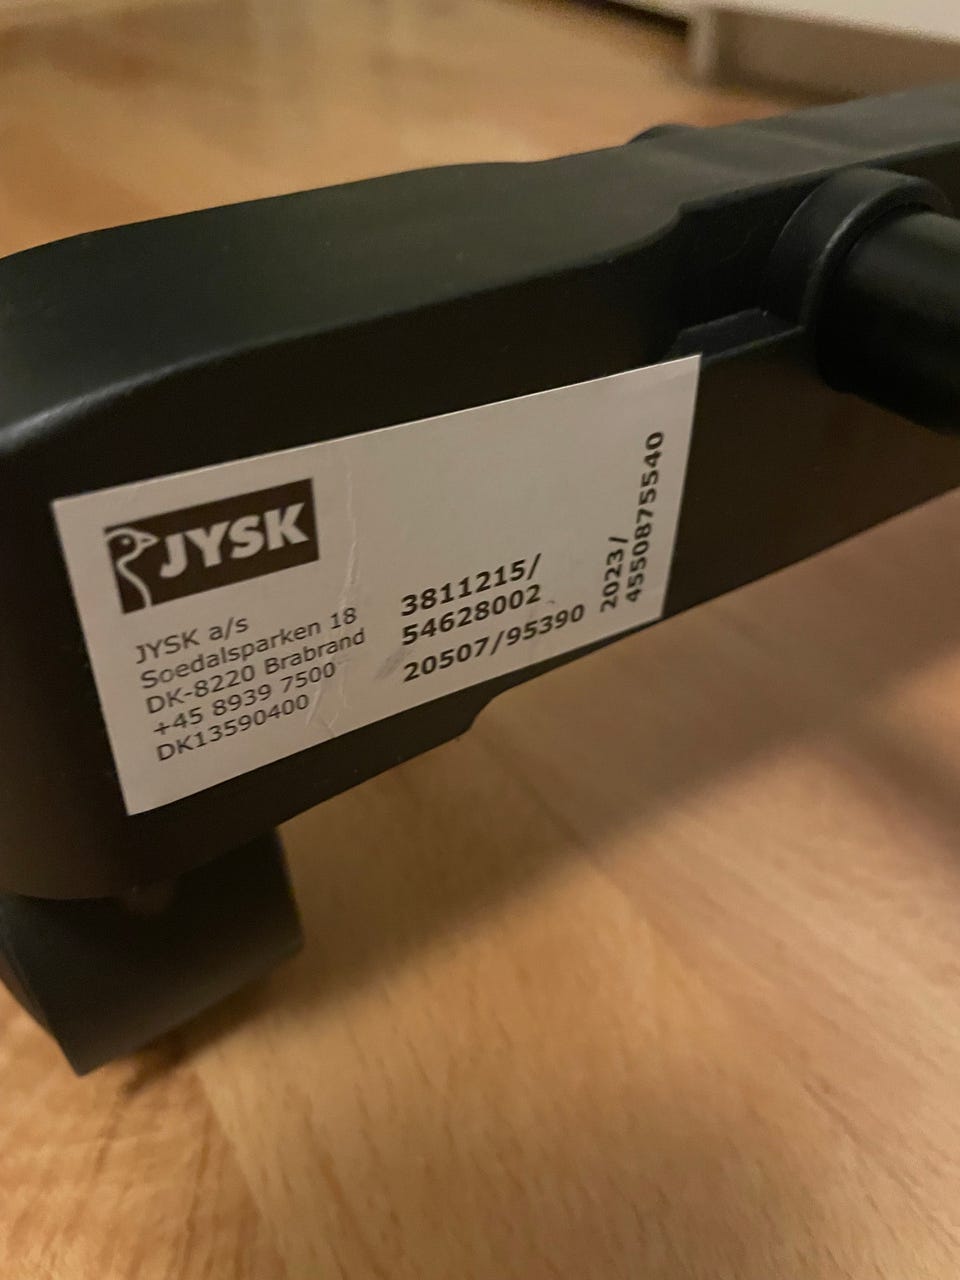 JYSK
JYSK a/s
Soedalsparken 18
DK-8220 Brabrand
+45 8939 7500
DK13590400
3811215/
54628002
20507/95390
2023/
4550875540